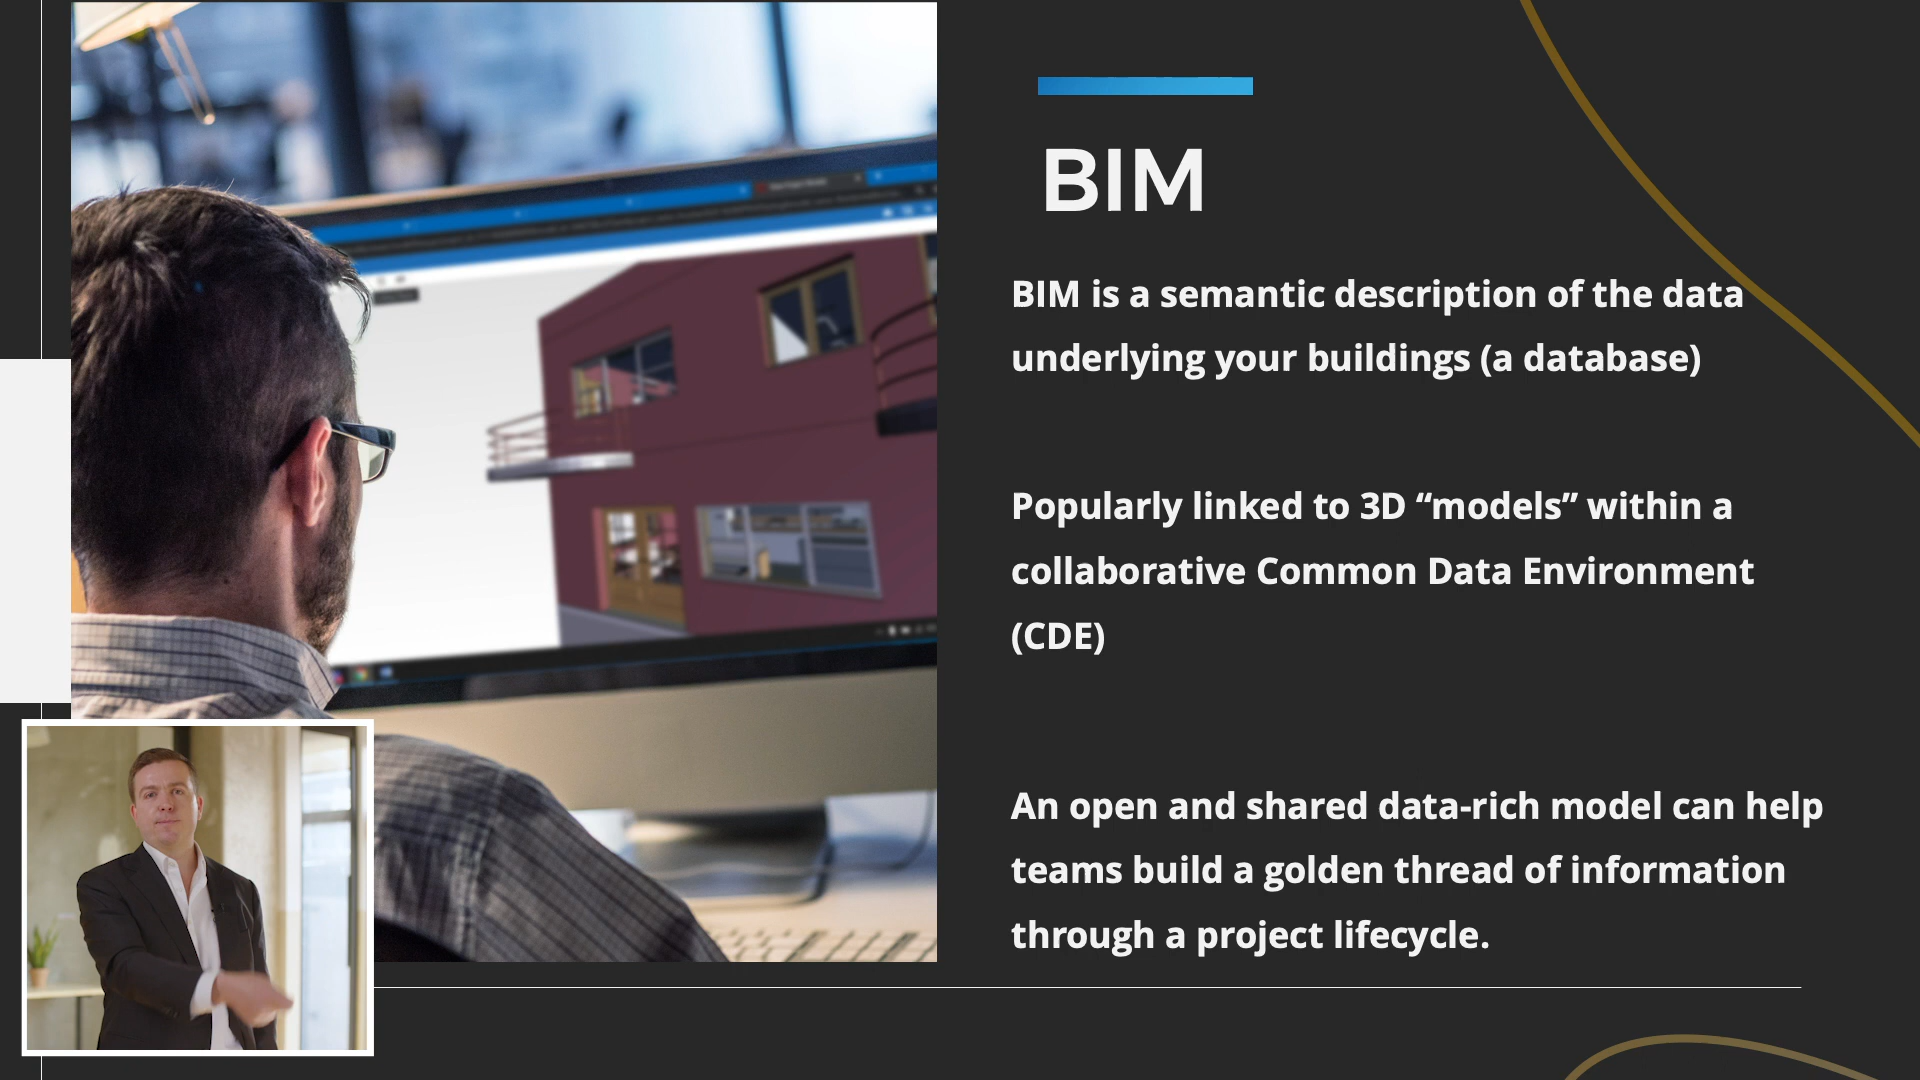 BIM
BIM is a semantic description of the data
underlying your buildings (a database)
Popularly linked to 3D “models” within a
collaborative Common Data Environment
(CDE)
An open and shared data-rich model can help
teams build a golden thread of information
through a project lifecycle.